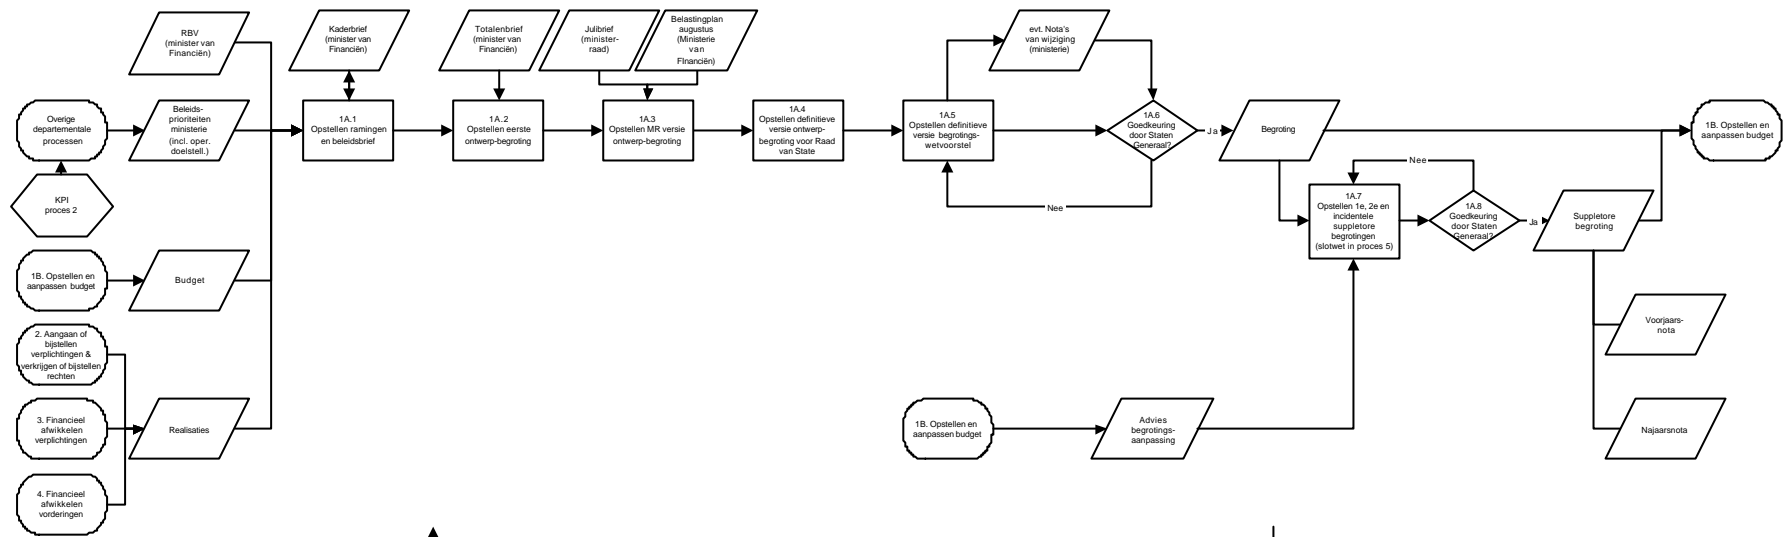 RBV
(minister van
Financiën)
Kaderbrief
(minister van
Financiën)
Totalenbrief
(minister van
Financiën)
Julibrief
(minister-
raad)
Belastingplan
augustus
(Ministerie
van
FInanciën)
evt. Nota's
van wijziging
(ministerie)
Overige
departementale
processen
Beleids-
prioriteiten
ministerie
(incl. oper.
doelstell.)
1A.1
Opstellen ramingen
en beleidsbrief
1A..2
Opstellen eerste
ontwerp-begroting
1A.3
Opstellen MR versie
ontwerp-begroting
1A.4
Opstellen definitieve
versie ontwerp-
begroting voor Raad
van State
1A.5
Opstellen definitieve
versie begrotings-
wetvoorstel
1A.6
Goedkeuring
door Staten
Generaal?
Ja
Begroting
1B. Opstellen en
aanpassen budget
Nee
KPI
proces 2
Nee
1A.7
Opstellen 1e, 2e en
incidentele
suppletore
begrotingen
(slotwet in proces 5)
1A.8
Goedkeuring
door Staten
Generaal?
Ja
Suppletore
begroting
1B. Opstellen en
aanpassen budget
Budget
Voorjaars-
nota
2. Aangaan of
bijstellen
verplichtingen &
verkrijgen of bijstellen
rechten
3. Financieel
afwikkelen
verplichtingen
Realisaties
1B. Opstellen en
aanpassen budget
Advies
begrotings-
aanpassing
Najaarsnota
4. Financieel
afwikkelen
vorderingen